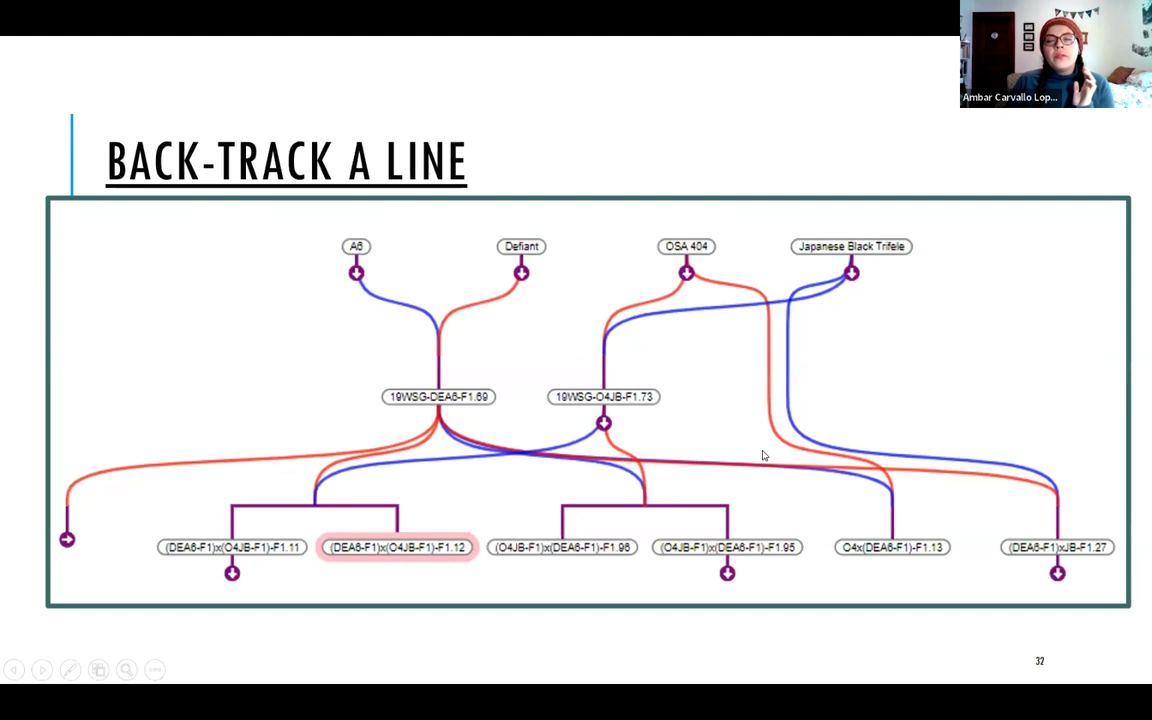 Ambar Carvallo Lop...
BACK-TRACK A LINE
A6
Defiant
OSA 404
Japanese Black Trifele
19WSG-DEA6-F1.69
19WSG-O4JB-F1.73
(DEA6-F1)x(O4JB-F1)-F1.11
(DEA6-F1)x(O4JB-F1)-F1.12
(O4JB-F1)x(DEA6-F1)-F1.96
(O4JB-F1)x(DEA6-F1)-F1.95
O4x(DEA6-F1)-F1.13
(DEA6-F1)xJB-F1.27
32